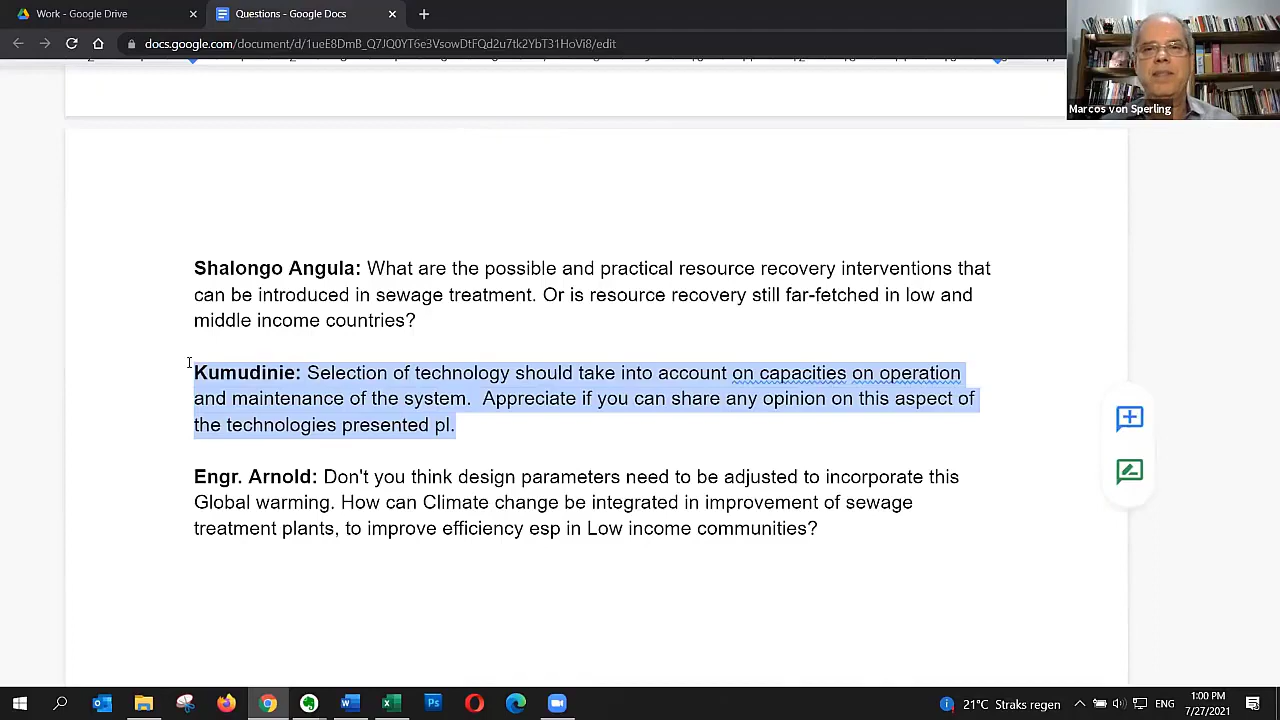 Work - Google Drive
Questions - Google Docs
docs.google.com/document/d/1ueE8DmB_Q7JQ0YT6e3VsowDtFQd2u7tk2YbT31HoVi8/edit
Marcos von Sperling
Shalongo Angula: What are the possible and practical resource recovery interventions that
can be introduced in sewage treatment. Or is resource recovery still far-fetched in low and
middle income countries?
Kumudinie: Selection of technology should take into account on capacities on operation
and maintenance of the system.  Appreciate if you can share any opinion on this aspect of
the technologies presented pl.
Engr. Arnold: Don't you think design parameters need to be adjusted to incorporate this
Global warming. How can Climate change be integrated in improvement of sewage
treatment plants, to improve efficiency esp in Low income communities?
21°C Straks regen
ENG
1:00 PM
7/27/2021